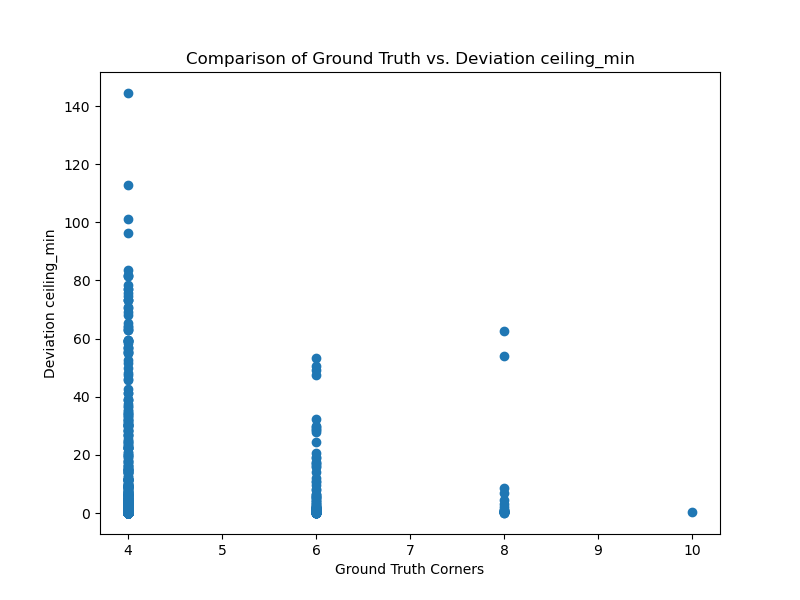 Comparison of Ground Truth vs. Deviation ceiling_min
140
120
100
80
60
40
20
0
Deviation ceiling_min
4 5 6 7 8 9 10
Ground Truth Corners